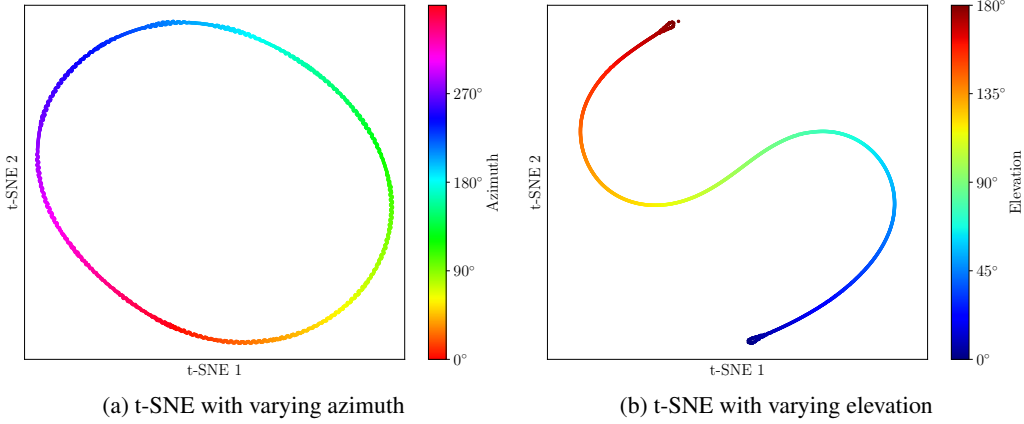 t-SNE 2
t-SNE 1
270°
180°
90°
0°
Azimuth
(a) t-SNE with varying azimuth
t-SNE 2
t-SNE 1
180°
135°
90°
45°
0°
Elevation
(b) t-SNE with varying elevation